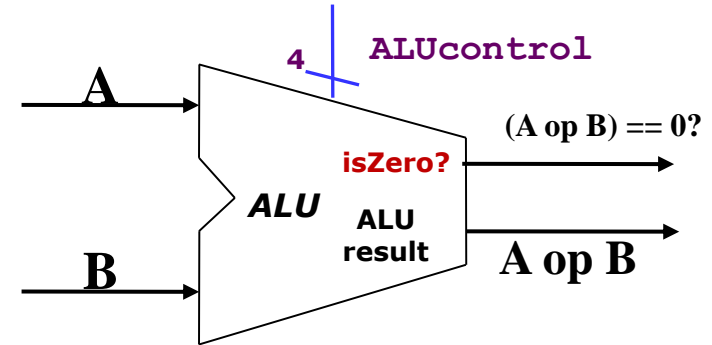 4
ALUcontrol
A
(A op B) == 0?
isZero?
ALU
ALU
result
A op B
B